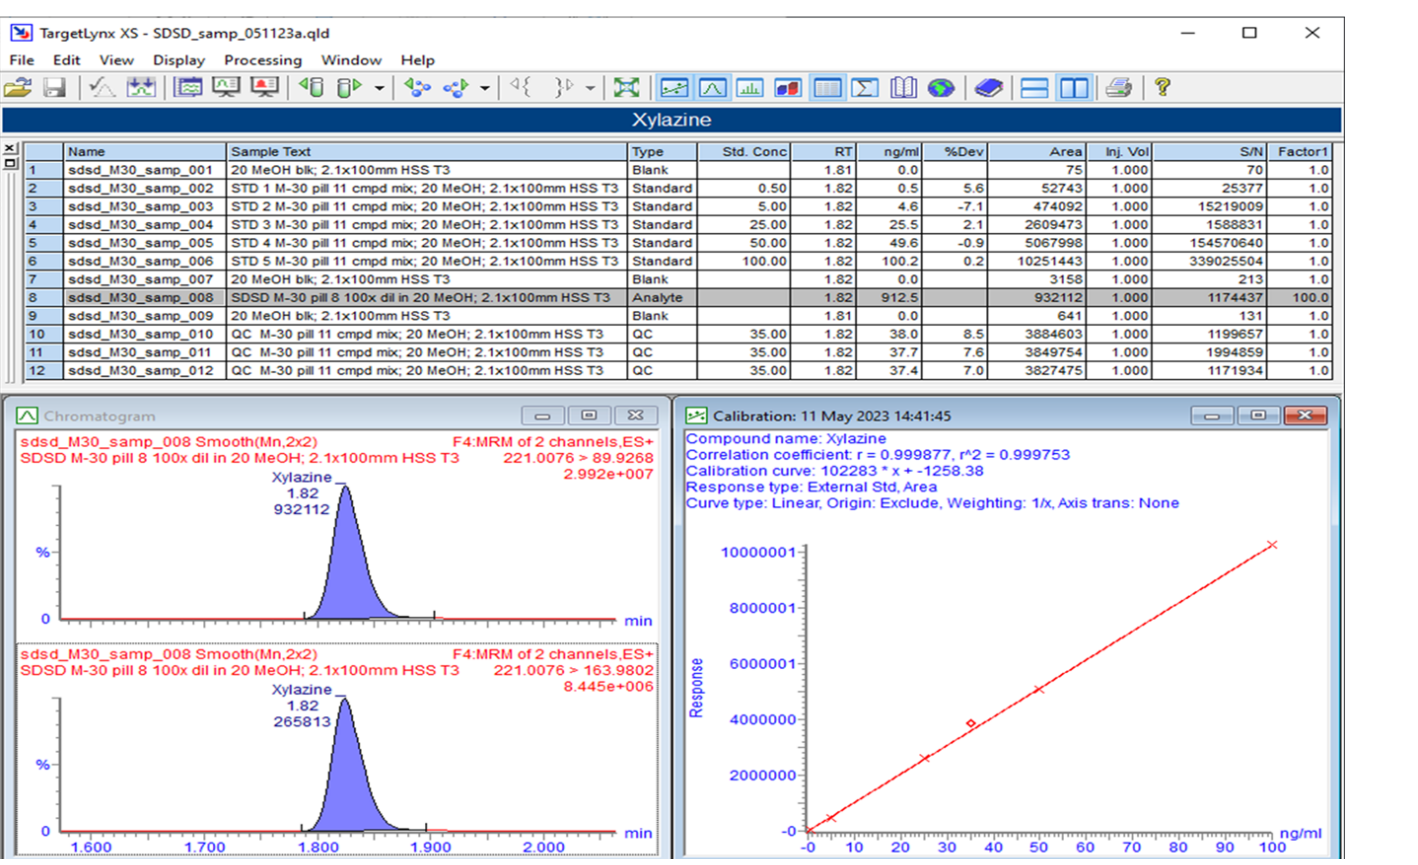 TargetLynx XS - SDSD_samp_051123a.qld
File Edit View Display Processing Window Help
Xylazine
Name Sample Text Type Std. Conc RT ng/ml %Dev Area Inj. Vol S/N Factor1
1 sdsd_M30_samp_001 20 MeOH blk; 2.1x100mm HSS T3 Blank 1.81 0.0 75 1.000 70 1.0
2 sdsd_M30_samp_002 STD 1 M-30 pill 11 cmpd mix; 20 MeOH; 2.1x100mm HSS T3 Standard 0.50 1.82 0.5 5.6 52743 1.000 25377 1.0
3 sdsd_M30_samp_003 STD 2 M-30 pill 11 cmpd mix; 20 MeOH; 2.1x100mm HSS T3 Standard 5.00 1.82 4.6 -7.1 474092 1.000 15219009 1.0
4 sdsd_M30_samp_004 STD 3 M-30 pill 11 cmpd mix; 20 MeOH; 2.1x100mm HSS T3 Standard 25.00 1.82 25.5 2.1 2609473 1.000 1588831 1.0
5 sdsd_M30_samp_005 STD 4 M-30 pill 11 cmpd mix; 20 MeOH; 2.1x100mm HSS T3 Standard 50.00 1.82 49.6 -0.9 5067998 1.000 154570640 1.0
6 sdsd_M30_samp_006 STD 5 M-30 pill 11 cmpd mix; 20 MeOH; 2.1x100mm HSS T3 Standard 100.00 1.82 100.2 0.2 10251443 1.000 339025504 1.0
7 sdsd_M30_samp_007 20 MeOH blk; 2.1x100mm HSS T3 Blank 1.82 0.0 3158 1.000 213 1.0
8 sdsd_M30_samp_008 SDSD M-30 pill 8 100x dil in 20 MeOH; 2.1x100mm HSS T3 Analyte 1.82 912.5 932112 1.000 1174437 100.0
9 sdsd_M30_samp_009 20 MeOH blk; 2.1x100mm HSS T3 Blank 1.81 0.0 641 1.000 131 1.0
10 sdsd_M30_samp_010 QC M-30 pill 11 cmpd mix; 20 MeOH; 2.1x100mm HSS T3 QC 35.00 1.82 38.0 8.5 3884603 1.000 1199657 1.0
11 sdsd_M30_samp_011 QC M-30 pill 11 cmpd mix; 20 MeOH; 2.1x100mm HSS T3 QC 35.00 1.82 37.7 7.6 3849754 1.000 1994859 1.0
12 sdsd_M30_samp_012 QC M-30 pill 11 cmpd mix; 20 MeOH; 2.1x100mm HSS T3 QC 35.00 1.82 37.4 7.0 3827475 1.000 1171934 1.0
Chromatogram
sdsd_M30_samp_008 Smooth(Mn,2x2) F4:MRM of 2 channels,ES+
SDSD M-30 pill 8 100x dil in 20 MeOH; 2.1x100mm HSS T3 221.0076 > 89.9268
2.992e+007
Xylazine
1.82
932112
%
0
min
sdsd_M30_samp_008 Smooth(Mn,2x2) F4:MRM of 2 channels,ES+
SDSD M-30 pill 8 100x dil in 20 MeOH; 2.1x100mm HSS T3 221.0076 > 163.9802
8.445e+006
Xylazine
1.82
265813
%
0
min
1.600 1.700 1.800 1.900 2.000
Calibration: 11 May 2023 14:41:45
Compound name: Xylazine
Correlation coefficient: r = 0.999877, r^2 = 0.999753
Calibration curve: 102283 * x + -1258.38
Response type: External Std, Area
Curve type: Linear, Origin: Exclude, Weighting: 1/x, Axis trans: None
10000001
8000001
6000001
4000000
2000000
-0
Response
ng/ml
-0 10 20 30 40 50 60 70 80 90 100